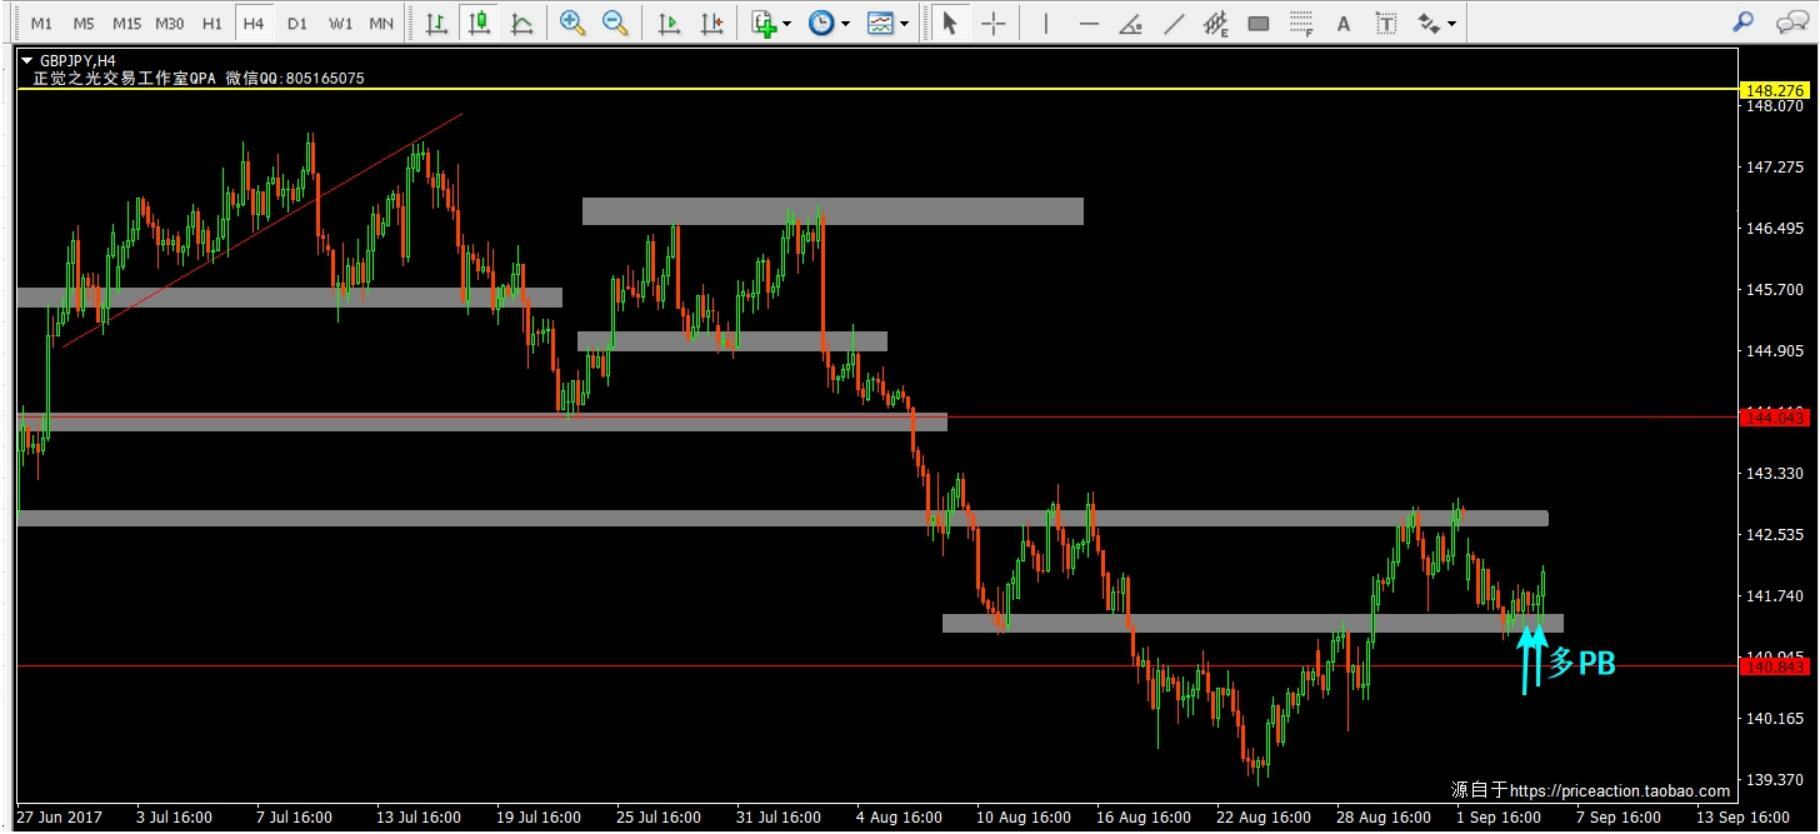 M1 M5 M15 M30 H1 H4 D1 W1 MN E F A T
GBPJPY,H4
正觉之光交易工作室QPA 微信QQ:805165075
148.276
148.070
147.275
146.495
145.700
144.905
144.043
143.330
142.535
141.740
140.843
140.165
139.370
多PB
源自于https://priceaction.taobao.com
27 Jun 2017 3 Jul 16:00 7 Jul 16:00 13 Jul 16:00 19 Jul 16:00 25 Jul 16:00 31 Jul 16:00 4 Aug 16:00 10 Aug 16:00 16 Aug 16:00 22 Aug 16:00 28 Aug 16:00 1 Sep 16:00 7 Sep 16:00 13 Sep 16:00